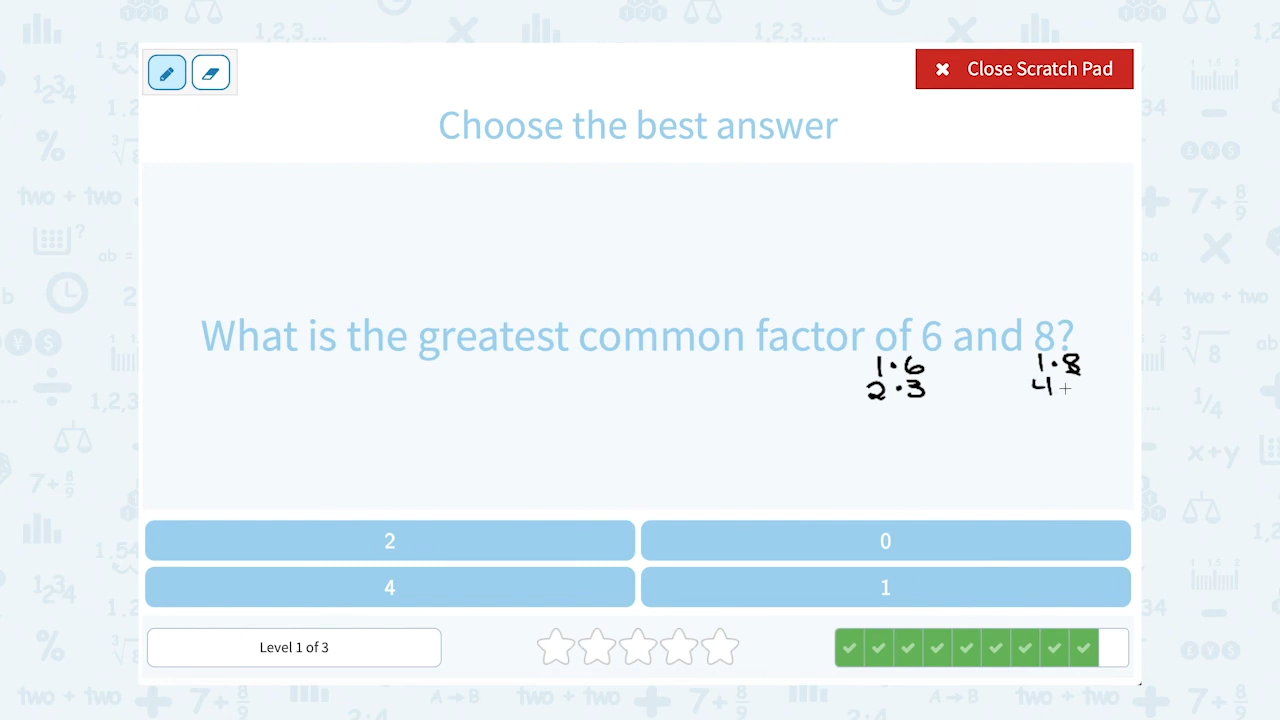 Close Scratch Pad
Choose the best answer
What is the greatest common factor of 6 and 8?
1·6 1·8
2·3 4
2 0
4 1
Level 1 of 3